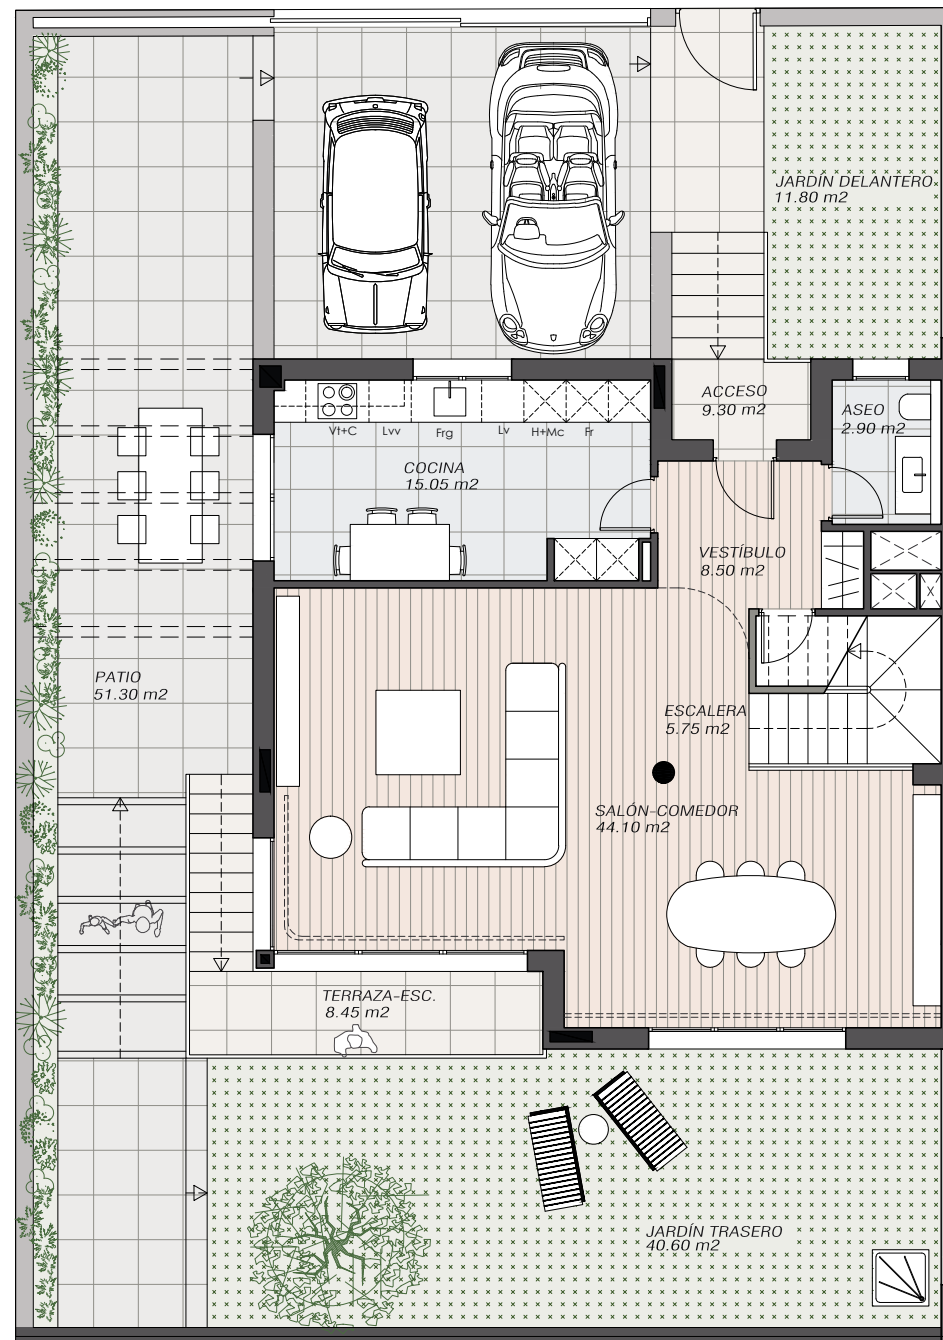 JARDÍN DELANTERO
11.80 m2
ACCESO
9.30 m2
ASEO
2.90 m2
Vt+C
Lvv
Frg
Lv
H+Mc
Fr
COCINA
15.05 m2
VESTÍBULO
8.50 m2
PATIO
51.30 m2
ESCALERA
5.75 m2
SALÓN-COMEDOR
44.10 m2
TERRAZA-ESC.
8.45 m2
JARDÍN TRASERO
40.60 m2